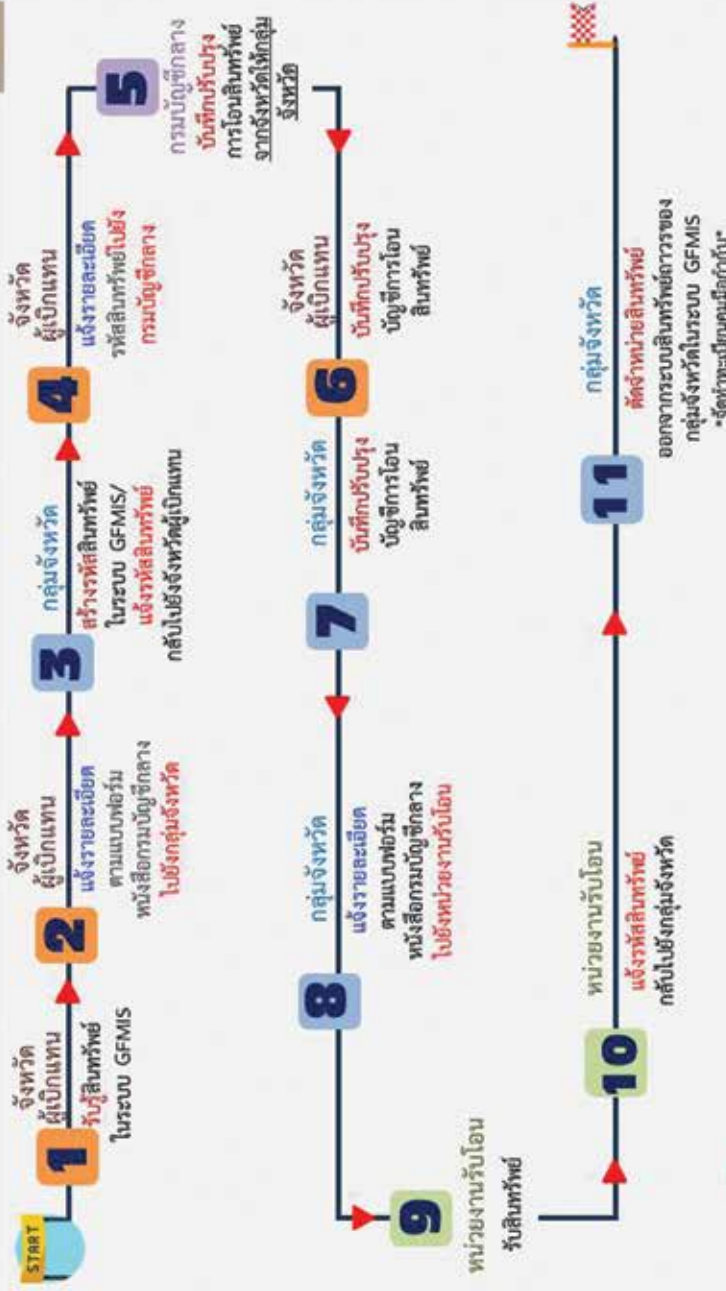 START
1
จังหวัด
ผู้เบิกแทน
รับรู้สินทรัพย์
ในระบบ GFMIS
2
จังหวัด
ผู้เบิกแทน
แจ้งรายละเอียด
ตามแบบฟอร์ม
หนังสือกรมบัญชีกลาง
ไปยังกลุ่มจังหวัด
3
กลุ่มจังหวัด
สร้างรหัสสินทรัพย์
ในระบบ GFMIS/
แจ้งรหัสสินทรัพย์
กลับไปยังจังหวัดผู้เบิกแทน
4
จังหวัด
ผู้เบิกแทน
แจ้งรายละเอียด
รหัสสินทรัพย์ไปยัง
กรมบัญชีกลาง
5
กรมบัญชีกลาง
บันทึกปรับปรุง
การโอนสินทรัพย์
จากจังหวัดให้กลุ่ม
จังหวัด
6
จังหวัด
ผู้เบิกแทน
บันทึกปรับปรุง
บัญชีการโอน
สินทรัพย์
7
กลุ่มจังหวัด
บันทึกปรับปรุง
บัญชีการโอน
สินทรัพย์
8
กลุ่มจังหวัด
แจ้งรายละเอียด
ตามแบบฟอร์ม
หนังสือกรมบัญชีกลาง
ไปยังหน่วยงานรับโอน
9
หน่วยงานรับโอน
รับสินทรัพย์
10
หน่วยงานรับโอน
แจ้งรหัสสินทรัพย์
กลับไปยังกลุ่มจังหวัด
11
กลุ่มจังหวัด
ตัดจำหน่ายสินทรัพย์
ออกจากระบบสินทรัพย์ถาวรของ
กลุ่มจังหวัดในระบบ GFMIS